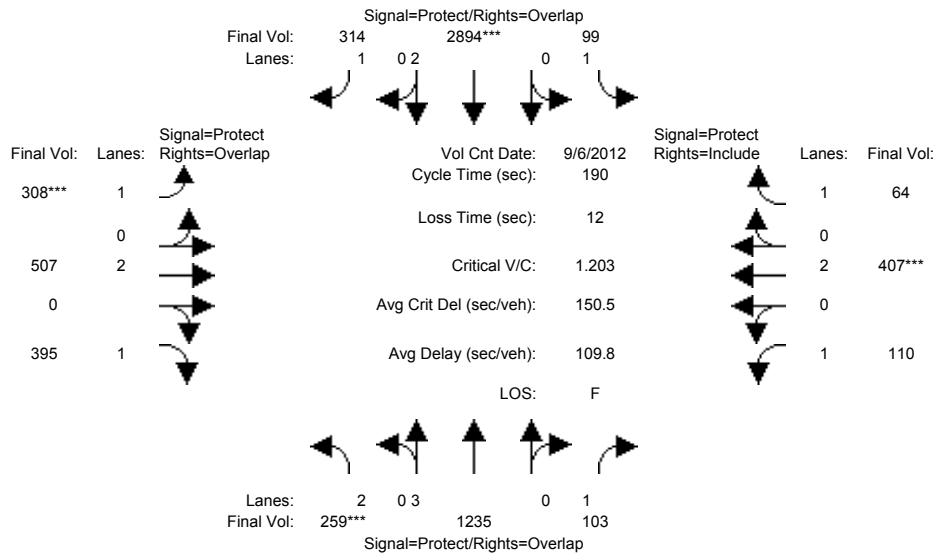 Signal=Protect/Rights=Overlap
Final Vol: 314 2894*** 99
Lanes: 1 0 2 0 1
Signal=Protect
Final Vol: Lanes: Rights=Overlap
Vol Cnt Date: 9/6/2012
Signal=Protect
Rights=Include Lanes: Final Vol:
Cycle Time (sec): 190
308*** 1
1 64
Loss Time (sec): 12
0
0
507 2
Critical V/C: 1.203
2 407***
0 0
Avg Crit Del (sec/veh): 150.5
0
395 1
Avg Delay (sec/veh): 109.8
1 110
LOS: F
Lanes: 2 0 3 0 1
Final Vol: 259*** 1235 103
Signal=Protect/Rights=Overlap